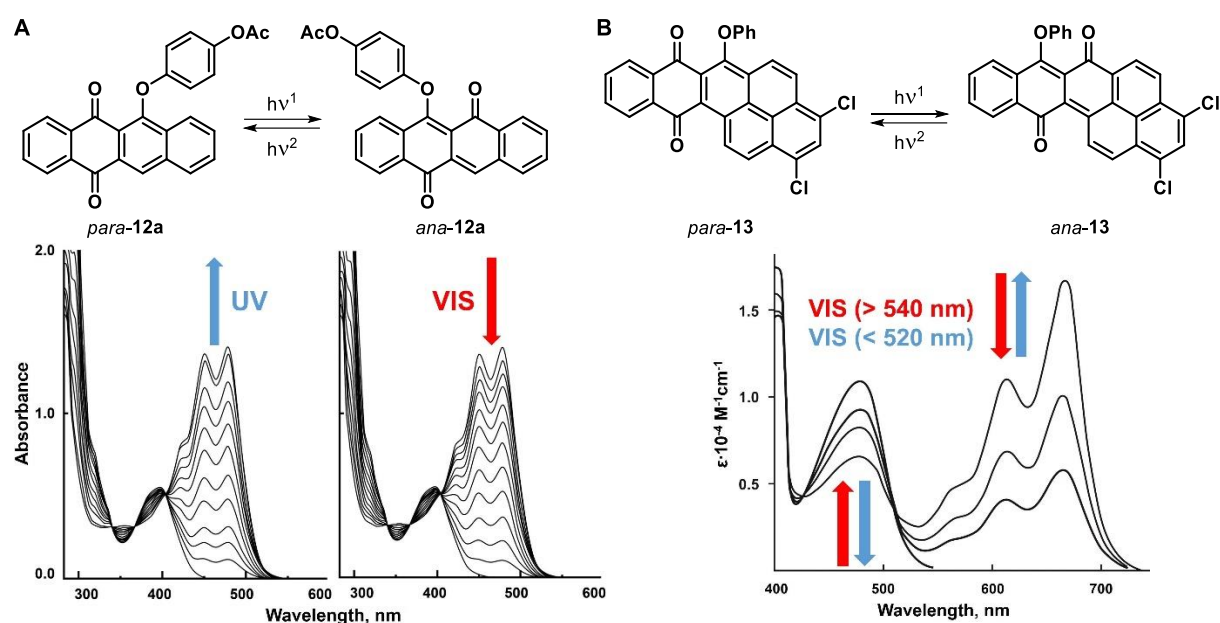 A
OAc
O
O
O
hν¹
hν²
AcO
O
O
O
para-12a
ana-12a
B
O
OPh
Cl
O
Cl
hν¹
hν²
OPh
O
Cl
O
Cl
para-13
ana-13
2.0
1.0
0.0
Absorbance
UV
300
400
500
600
Wavelength, nm
VIS
300
400
500
600
Wavelength, nm
1.5
1.0
0.5
ε·10⁻⁴ M⁻¹cm⁻¹
VIS (> 540 nm)
VIS (< 520 nm)
400
500
600
700
Wavelength, nm